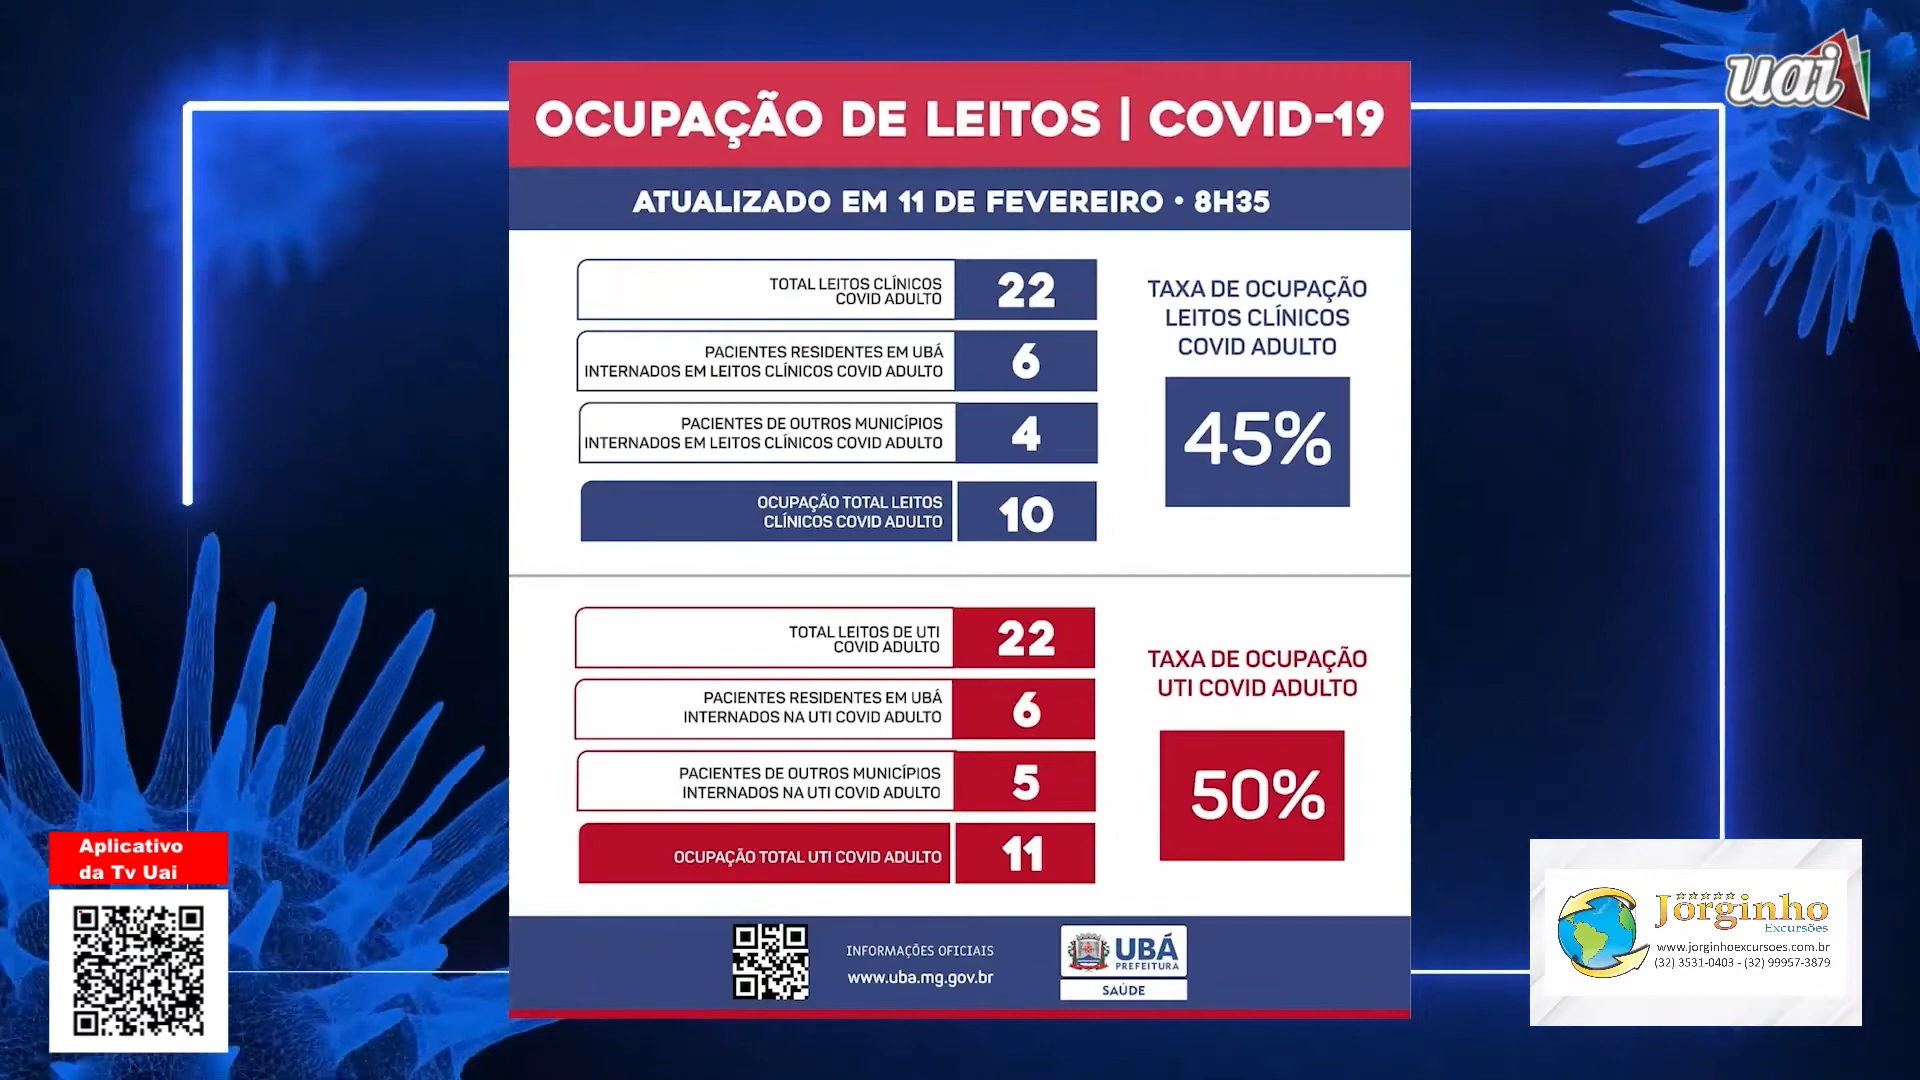 uai
OCUPAÇÃO DE LEITOS | COVID-19
ATUALIZADO EM 11 DE FEVEREIRO • 8H35
TOTAL LEITOS CLÍNICOS
COVID ADULTO
22
PACIENTES RESIDENTES EM UBÁ
INTERNADOS EM LEITOS CLÍNICOS COVID ADULTO
6
PACIENTES DE OUTROS MUNICÍPIOS
INTERNADOS EM LEITOS CLÍNICOS COVID ADULTO
4
OCUPAÇÃO TOTAL LEITOS
CLÍNICOS COVID ADULTO
10
TAXA DE OCUPAÇÃO
LEITOS CLÍNICOS
COVID ADULTO
45%
TOTAL LEITOS DE UTI
COVID ADULTO
22
PACIENTES RESIDENTES EM UBÁ
INTERNADOS NA UTI COVID ADULTO
6
PACIENTES DE OUTROS MUNICÍPIOS
INTERNADOS NA UTI COVID ADULTO
5
OCUPAÇÃO TOTAL UTI COVID ADULTO
11
TAXA DE OCUPAÇÃO
UTI COVID ADULTO
50%
INFORMAÇÕES OFICIAIS
www.uba.mg.gov.br
UBÁ
PREFEITURA
SAÚDE
Aplicativo
da Tv Uai
Jorginho
Excursões
www.jorginhoexcursoes.com.br
(32) 3531-0403 - (32) 99957-3879